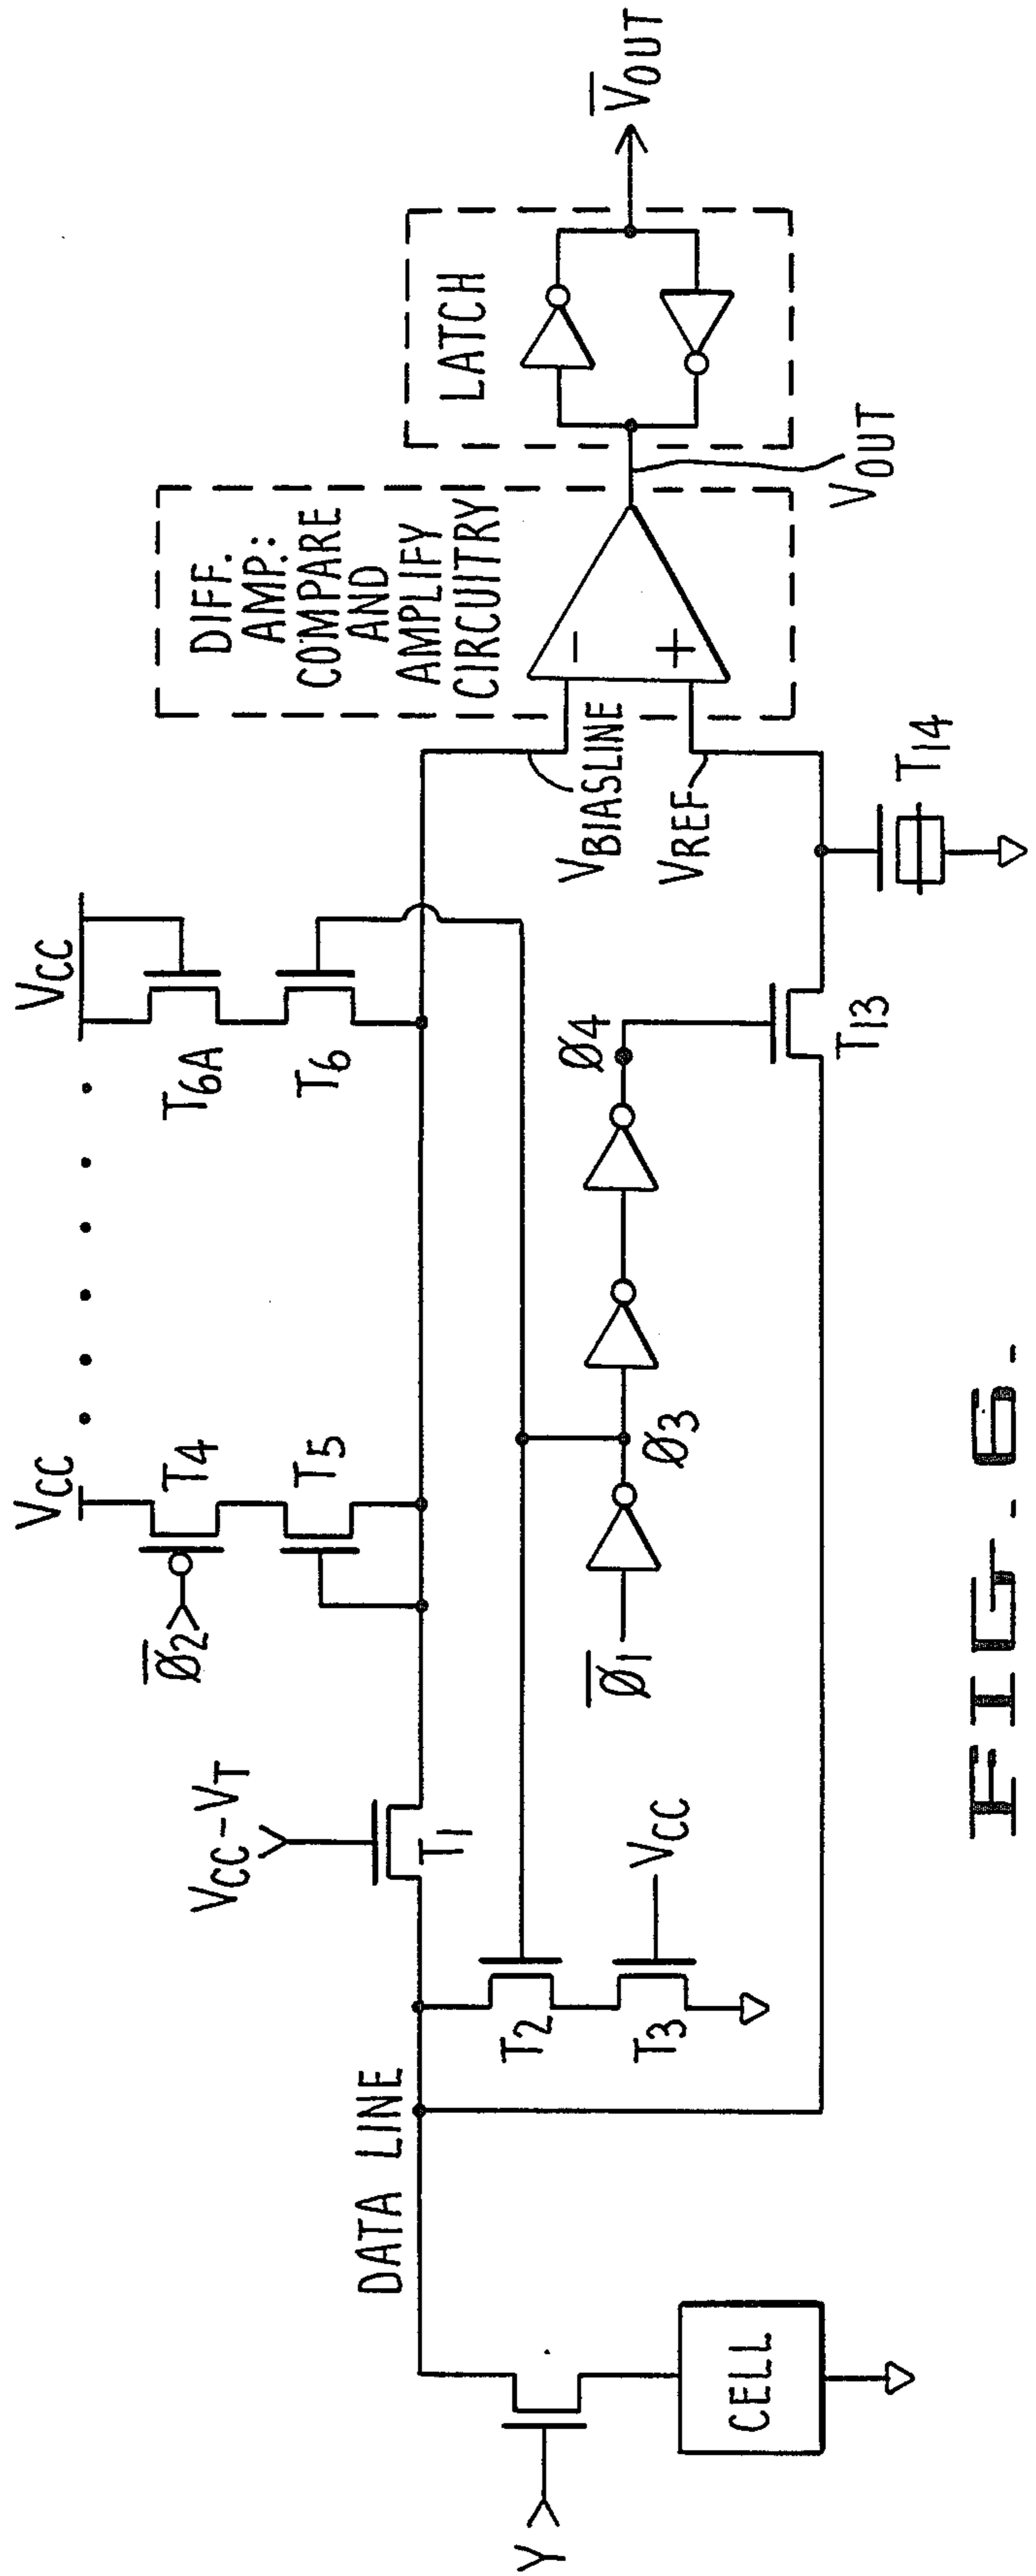 V̅OUT
LATCH
DIFF.
AMP.:
COMPARE
AND
AMPLIFY
CIRCUITRY
−
+
VOUT
VBIASLINE
VREF
T14
VCC
T6A
T6
Ø4
T13
VCC
T4
T5
Ø̅2
Ø3
Ø̅1
VCC-VT
T1
VCC
T2
T3
DATA LINE
CELL
Y
FIG. 6.